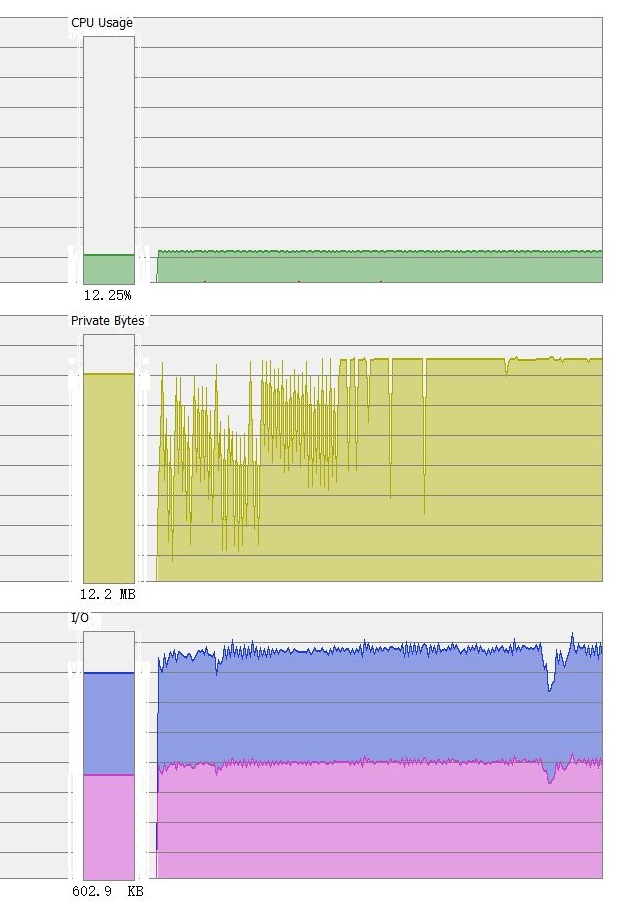 CPU Usage
12.25%
Private Bytes
12.2 MB
I/O
602.9 KB